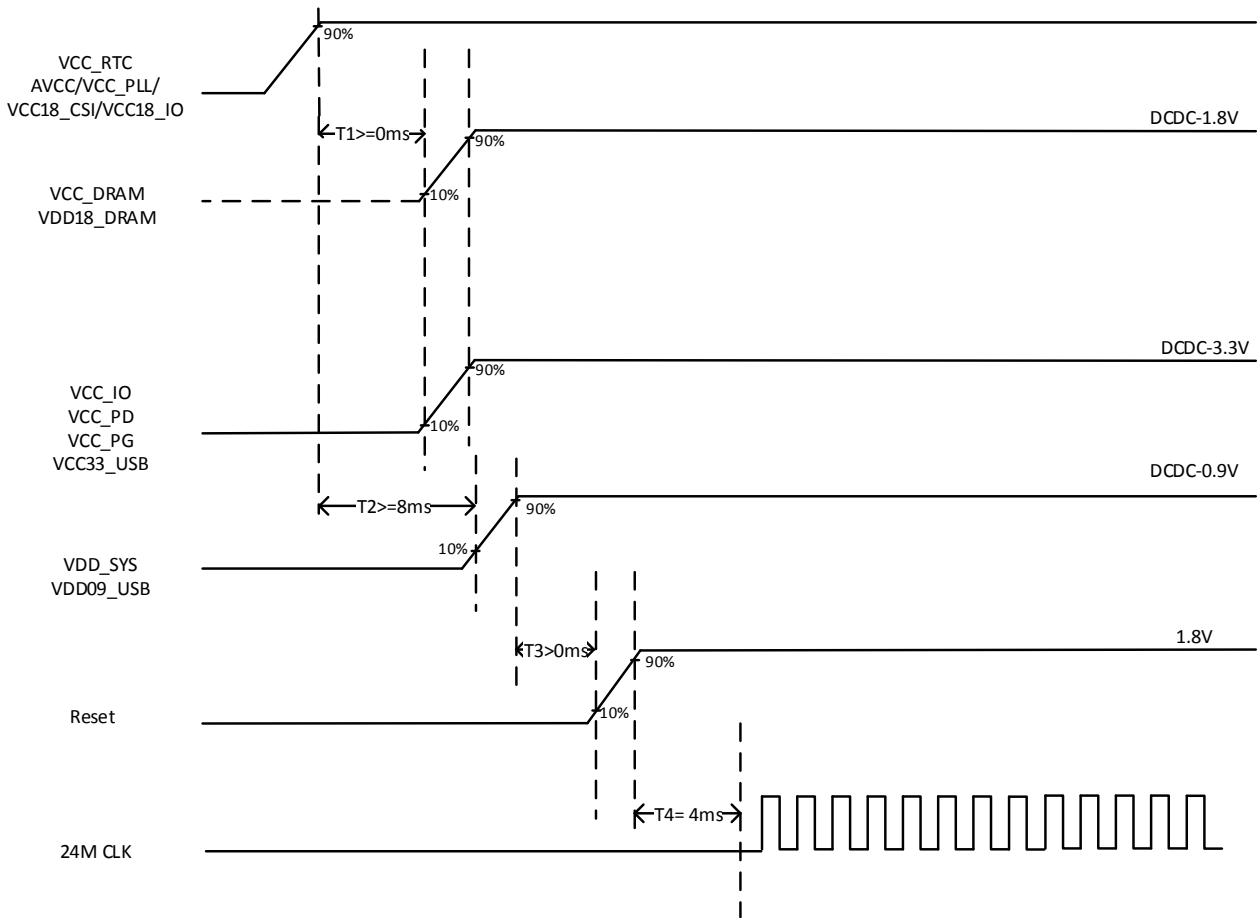 90%
VCC_RTC
AVCC/VCC_PLL/
VCC18_CSI/VCC18_IO
T1>=0ms
DCDC-1.8V
90%
VCC_DRAM
VDD18_DRAM
10%
DCDC-3.3V
90%
VCC_IO
VCC_PD
VCC_PG
VCC33_USB
10%
DCDC-0.9V
T2>=8ms
90%
10%
VDD_SYS
VDD09_USB
T3>0ms
1.8V
90%
Reset
10%
T4= 4ms
24M CLK